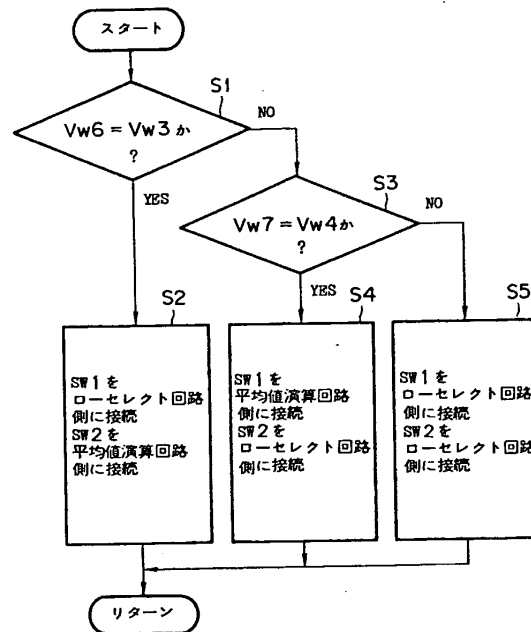 スタート
S1
Vw6=Vw3か
?
NO
YES
S3
Vw7=Vw4か
?
NO
YES
S2
SW1を
ローセレクト回路
側に接続
SW2を
平均値演算回路
側に接続
S4
SW1を
平均値演算回路
側に接続
SW2を
ローセレクト回路
側に接続
S5
SW1を
ローセレクト回路
側に接続
SW2を
ローセレクト回路
側に接続
リターン